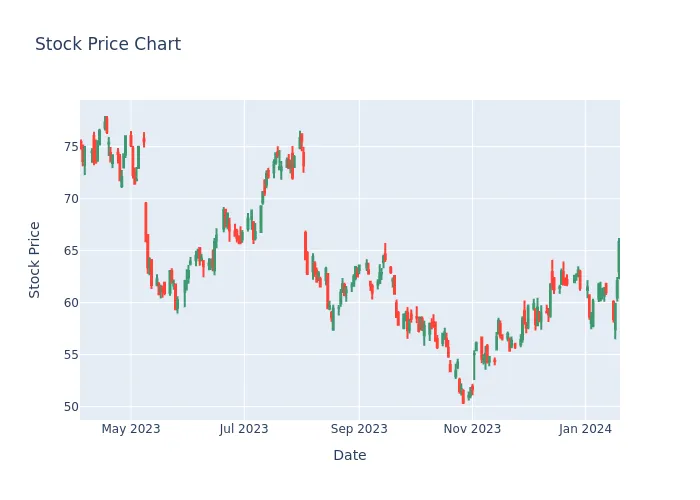 Stock Price Chart
75
70
65
60
55
50
Stock Price
May 2023
Jul 2023
Sep 2023
Nov 2023
Jan 2024
Date